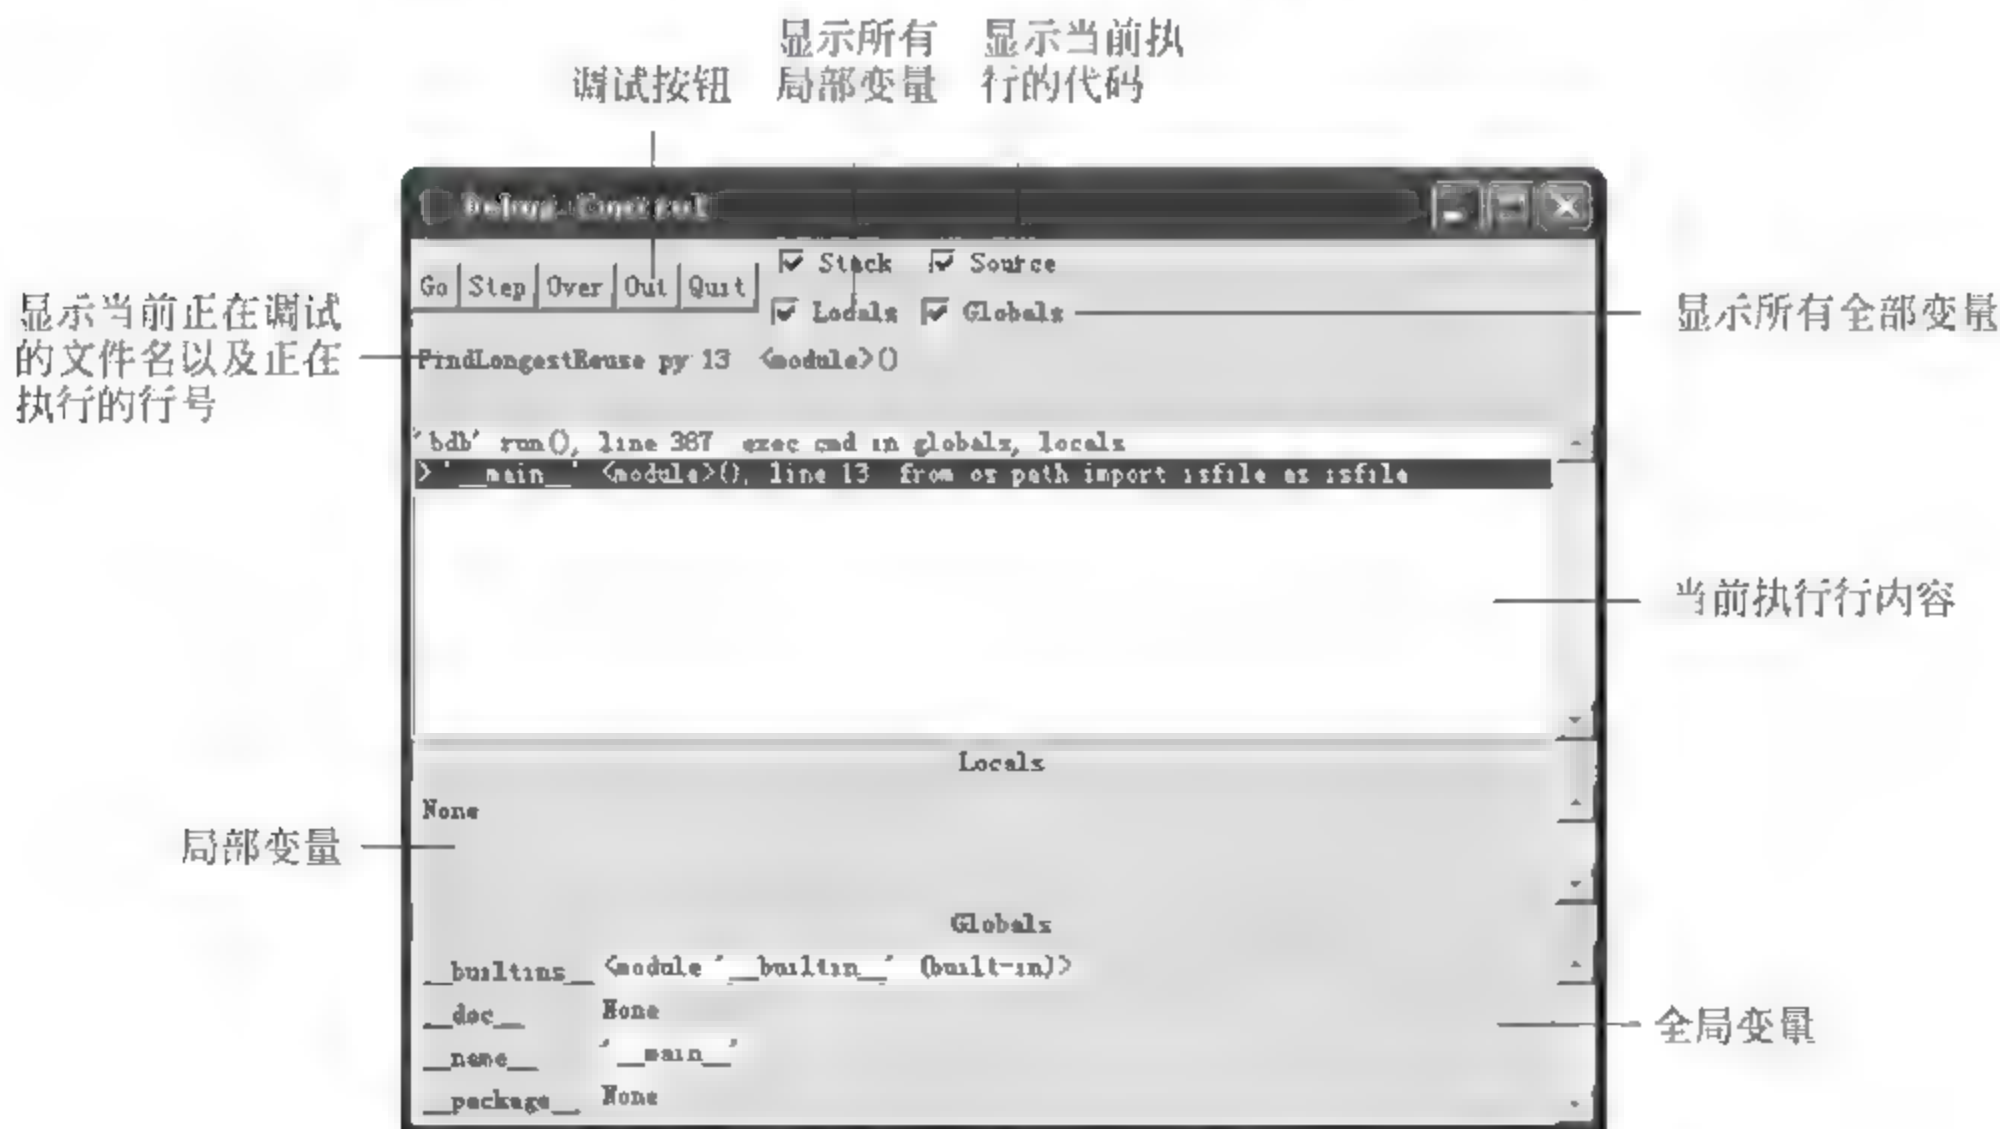 显示所有 显示当前执
调试按钮 局部变量 行的代码
Debug Control
Stack Source
Go Step Over Out Quit
Locals Globals
显示所有全部变量
显示当前正在调试
的文件名以及正在
执行的行号
FindLongestReuse py 13 <module>()
'bdb' run(), line 387 exec cmd in globals, locals
> '__main__' <module>(), line 13 from os path import isfile as isfile
当前执行行内容
Locals
None
局部变量
Globals
__builtins__ <module '__builtin__' (built-in)>
__doc__ None
全局变量
__name__ '__main__'
__package__ None